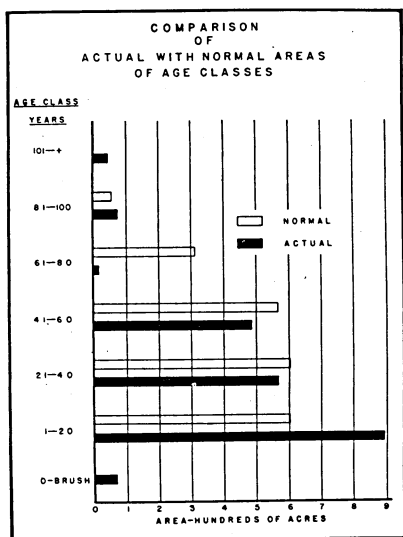 COMPARISON
OF
ACTUAL WITH NORMAL AREAS
OF AGE CLASSES
AGE CLASS
YEARS
101—+
81—100
NORMAL
ACTUAL
61—80
41—60
21—40
1—20
0-BRUSH
0 1 2 3 4 5 6 7 8 9
AREA-HUNDREDS OF ACRES